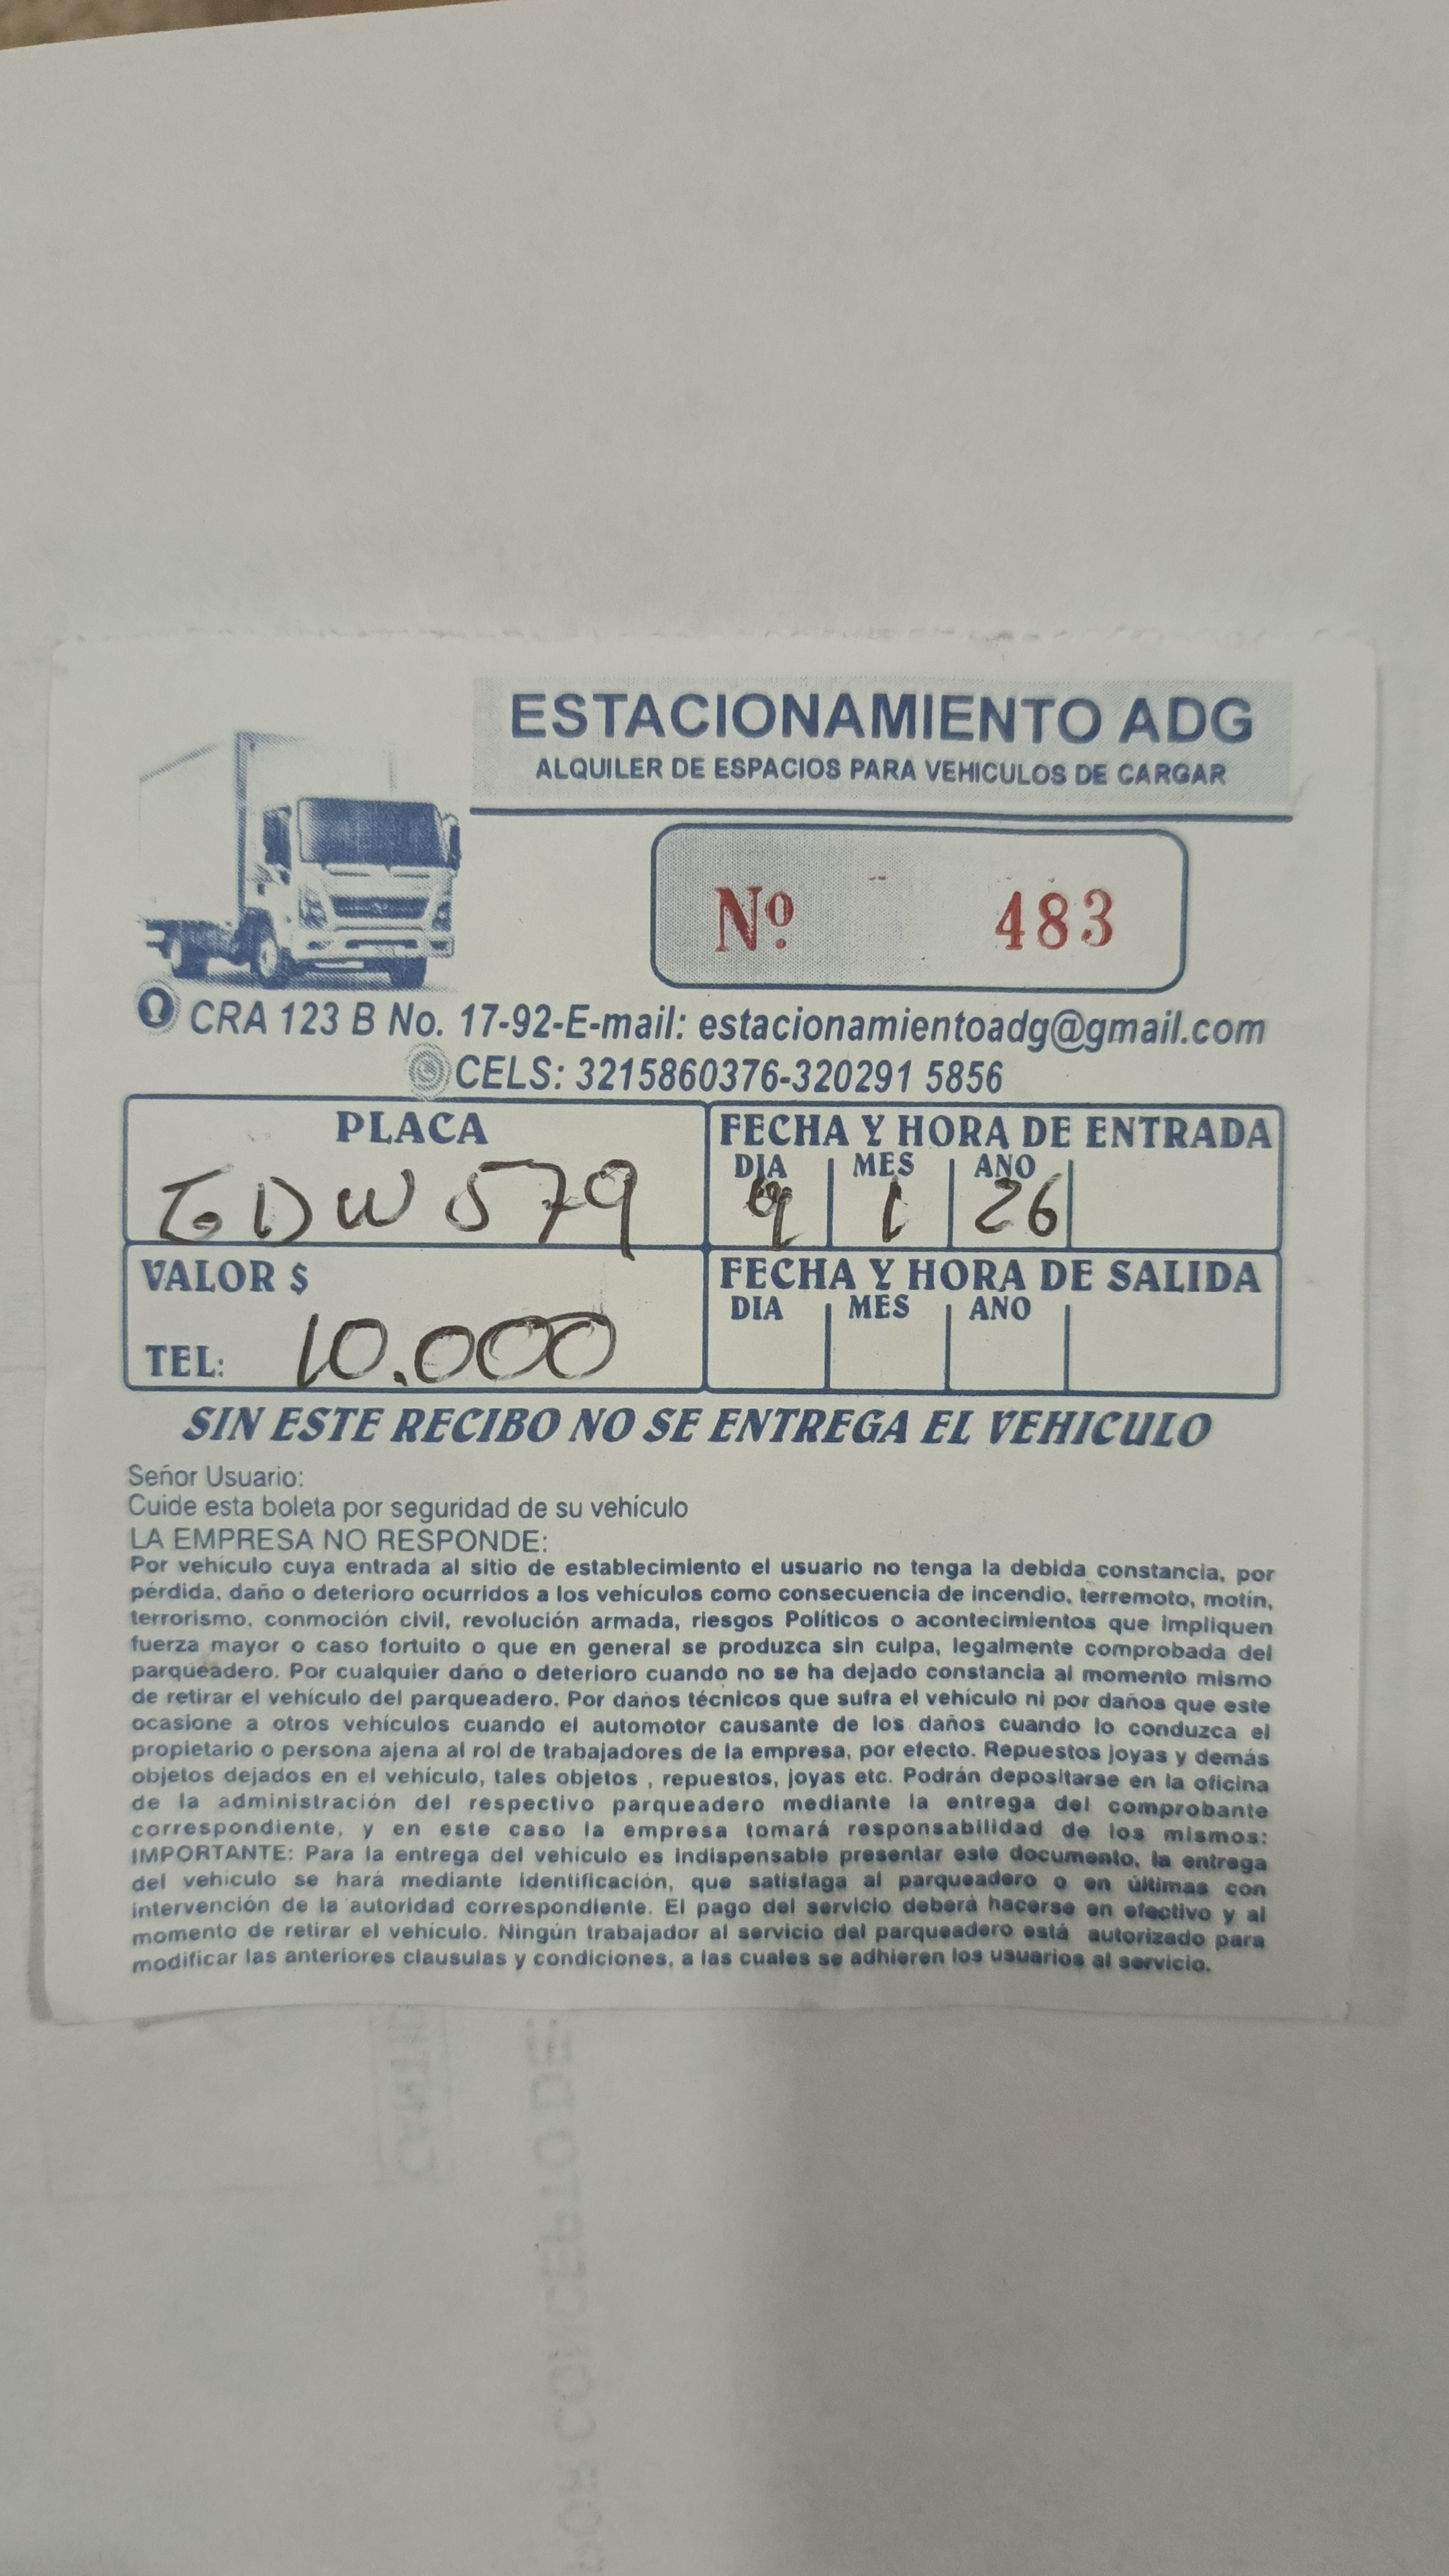 ESTACIONAMIENTO ADG
ALQUILER DE ESPACIOS PARA VEHICULOS DE CARGAR
Nº 483
CRA 123 B No. 17-92-E-mail: estacionamientoadg@gmail.com
CELS: 3215860376-320291 5856
PLACA
GDW 579
FECHA Y HORA DE ENTRADA
DIA MES ANO
9 1 26
VALOR $
TEL: 10.000
FECHA Y HORA DE SALIDA
DIA MES ANO
SIN ESTE RECIBO NO SE ENTREGA EL VEHICULO
Señor Usuario:
Cuide esta boleta por seguridad de su vehículo
LA EMPRESA NO RESPONDE:
Por vehículo cuya entrada al sitio de establecimiento el usuario no tenga la debida constancia, por
pérdida, daño o deterioro ocurridos a los vehículos como consecuencia de incendio, terremoto, motín,
terrorismo, conmoción civil, revolución armada, riesgos Políticos o acontecimientos que impliquen
fuerza mayor o caso fortuito o que en general se produzca sin culpa, legalmente comprobada del
parqueadero. Por cualquier daño o deterioro cuando no se ha dejado constancia al momento mismo
de retirar el vehículo del parqueadero. Por daños técnicos que sufra el vehículo ni por daños que este
ocasione a otros vehículos cuando el automotor causante de los daños cuando lo conduzca el
propietario o persona ajena al rol de trabajadores de la empresa, por efecto. Repuestos joyas y demás
objetos dejados en el vehículo, tales objetos , repuestos, joyas etc. Podrán depositarse en la oficina
de la administración del respectivo parqueadero mediante la entrega del comprobante
correspondiente, y en este caso la empresa tomará responsabilidad de los mismos:
IMPORTANTE: Para la entrega del vehículo es indispensable presentar este documento, la entrega
del vehículo se hará mediante identificación, que satisfaga al parqueadero o en últimas con
intervención de la autoridad correspondiente. El pago del servicio deberá hacerse en efectivo y al
momento de retirar el vehículo. Ningún trabajador al servicio del parqueadero está autorizado para
modificar las anteriores clausulas y condiciones, a las cuales se adhieren los usuarios al servicio.